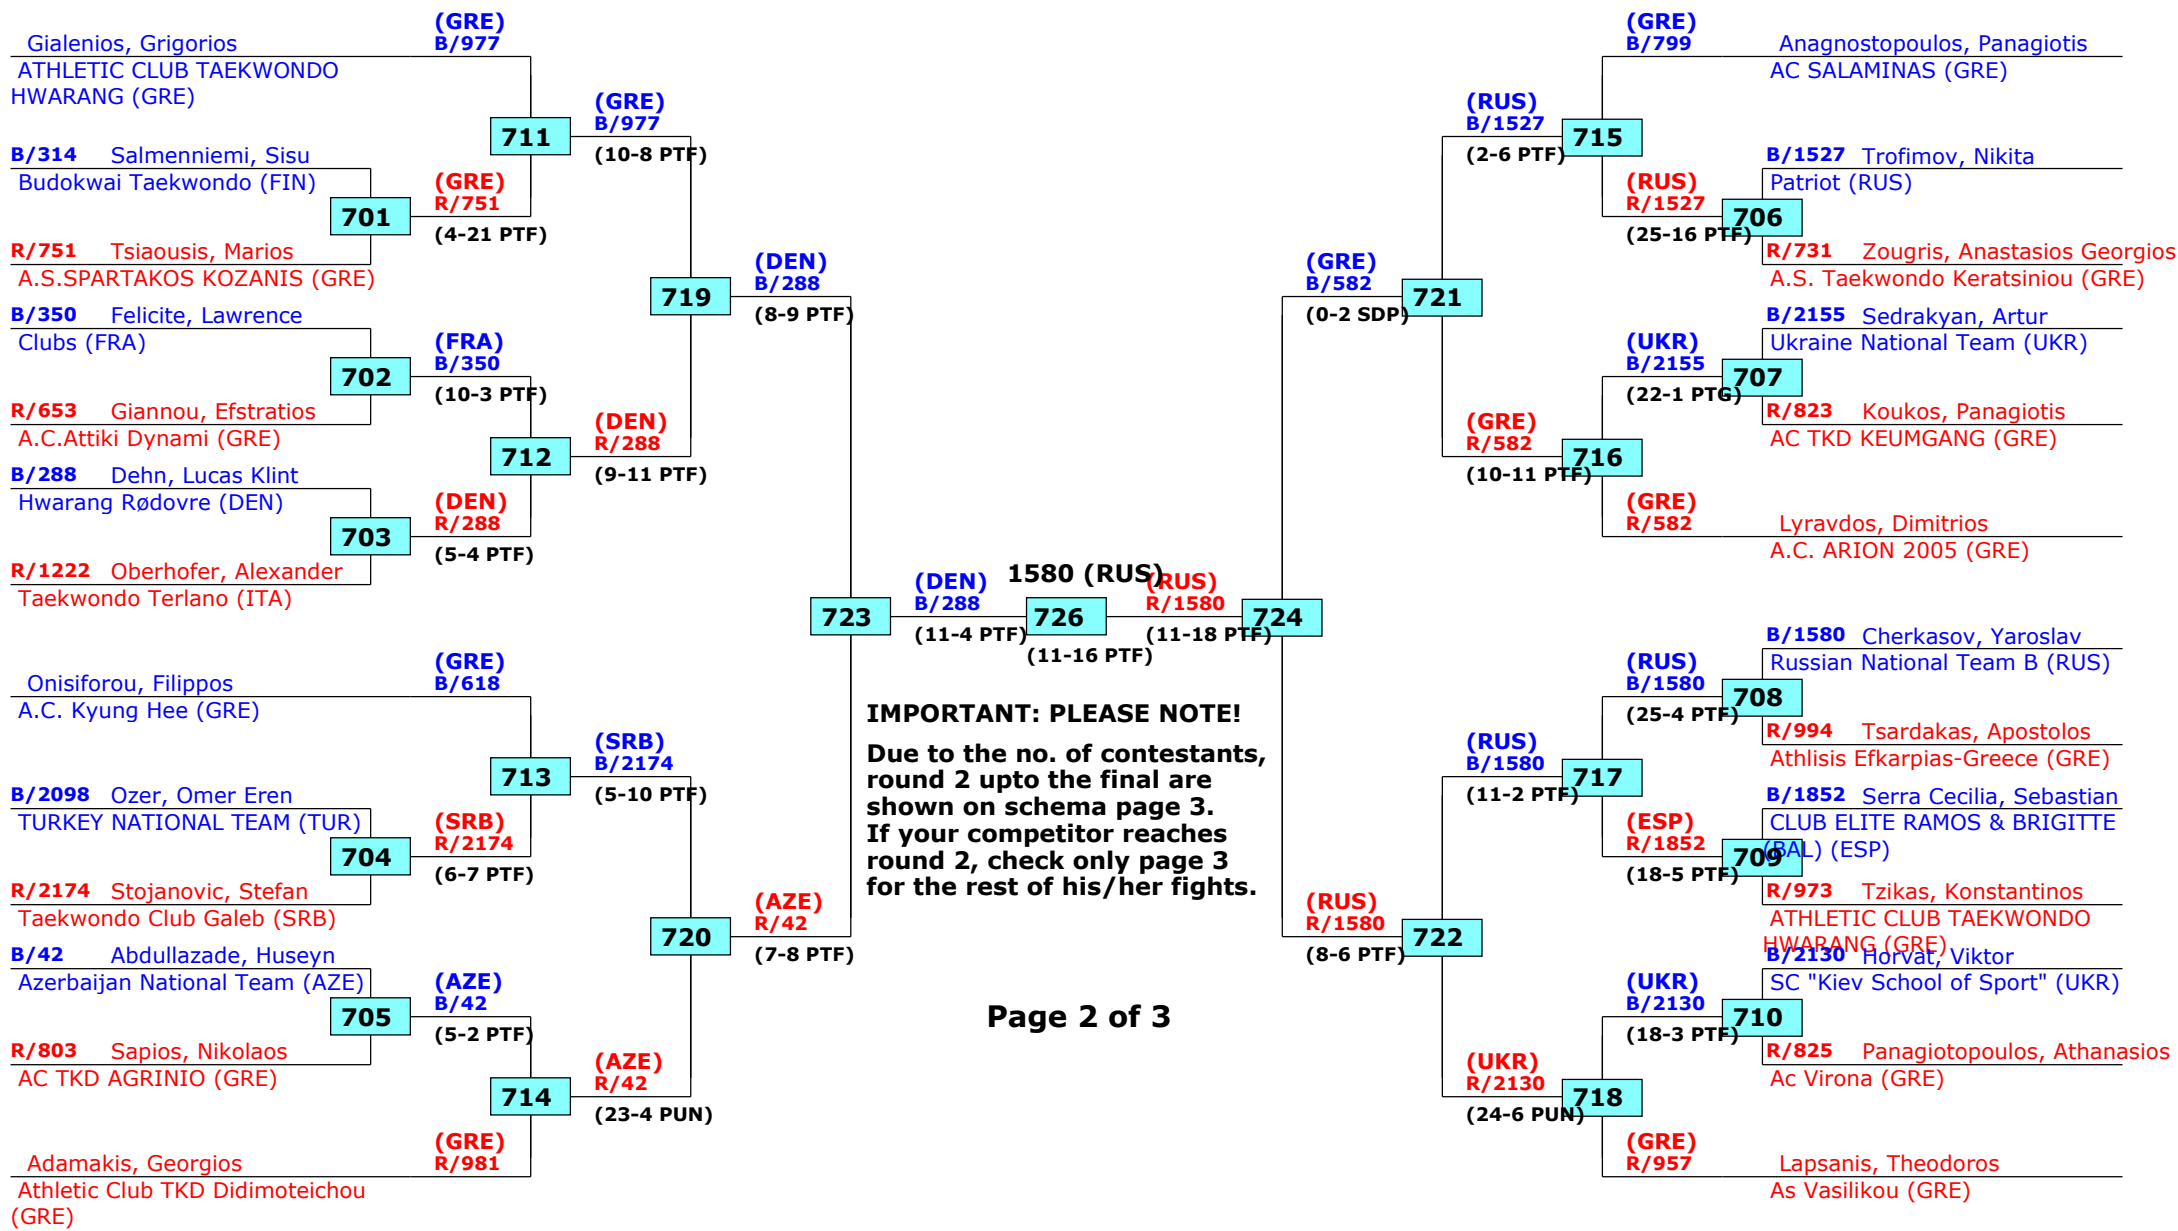 (GRE)
B/977
Gialenios, Grigorios
ATHLETIC CLUB TAEKWONDO
HWARANG (GRE)
B/314 Salmenniemi, Sisu
Budokwai Taekwondo (FIN)
701
R/751 Tsiaousis, Marios
A.S.SPARTAKOS KOZANIS (GRE)
(GRE)
R/751
(4-21 PTF)
711
(GRE)
B/977
(10-8 PTF)
B/350 Felicite, Lawrence
Clubs (FRA)
702
R/653 Giannou, Efstratios
A.C.Attiki Dynami (GRE)
(FRA)
B/350
(10-3 PTF)
B/288 Dehn, Lucas Klint
Hwarang Rødovre (DEN)
703
R/1222 Oberhofer, Alexander
Taekwondo Terlano (ITA)
(DEN)
R/288
(5-4 PTF)
712
(DEN)
R/288
(9-11 PTF)
719
(DEN)
B/288
(8-9 PTF)
(GRE)
B/618
Onisiforou, Filippos
A.C. Kyung Hee (GRE)
B/2098 Ozer, Omer Eren
TURKEY NATIONAL TEAM (TUR)
704
R/2174 Stojanovic, Stefan
Taekwondo Club Galeb (SRB)
(SRB)
R/2174
(6-7 PTF)
713
(SRB)
B/2174
(5-10 PTF)
B/42 Abdullazade, Huseyn
Azerbaijan National Team (AZE)
705
R/803 Sapios, Nikolaos
AC TKD AGRINIO (GRE)
(AZE)
B/42
(5-2 PTF)
714
(AZE)
R/42
(23-4 PUN)
(GRE)
R/981
Adamakis, Georgios
Athletic Club TKD Didimoteichou
(GRE)
720
(AZE)
R/42
(7-8 PTF)
723
(DEN)
B/288
(11-4 PTF)
1580 (RUS)
726
(11-16 PTF)
(RUS)
R/1580
(11-18 PTF)
724
IMPORTANT: PLEASE NOTE!
Due to the no. of contestants,
round 2 upto the final are
shown on schema page 3.
If your competitor reaches
round 2, check only page 3
for the rest of his/her fights.
Page 2 of 3
(GRE)
B/799
Anagnostopoulos, Panagiotis
AC SALAMINAS (GRE)
(RUS)
B/1527
(2-6 PTF)
715
(RUS)
R/1527
(25-16 PTF)
706
B/1527 Trofimov, Nikita
Patriot (RUS)
R/731 Zougris, Anastasios Georgios
A.S. Taekwondo Keratsiniou (GRE)
(GRE)
B/582
(0-2 SDP)
721
(UKR)
B/2155
(22-1 PTG)
707
B/2155 Sedrakyan, Artur
Ukraine National Team (UKR)
R/823 Koukos, Panagiotis
AC TKD KEUMGANG (GRE)
(GRE)
R/582
(10-11 PTF)
716
(GRE)
R/582
Lyravdos, Dimitrios
A.C. ARION 2005 (GRE)
(RUS)
B/1580
(25-4 PTF)
708
B/1580 Cherkasov, Yaroslav
Russian National Team B (RUS)
R/994 Tsardakas, Apostolos
Athlisis Efkarpias-Greece (GRE)
(RUS)
B/1580
(11-2 PTF)
717
(ESP)
R/1852
(18-5 PTF)
709
B/1852 Serra Cecilia, Sebastian
CLUB ELITE RAMOS & BRIGITTE
(BAL) (ESP)
R/973 Tzikas, Konstantinos
ATHLETIC CLUB TAEKWONDO
HWARANG (GRE)
(RUS)
R/1580
(8-6 PTF)
722
(UKR)
B/2130
(18-3 PTF)
710
B/2130 Horvat, Viktor
SC "Kiev School of Sport" (UKR)
R/825 Panagiotopoulos, Athanasios
Ac Virona (GRE)
(UKR)
R/2130
(24-6 PUN)
718
(GRE)
R/957
Lapsanis, Theodoros
As Vasilikou (GRE)